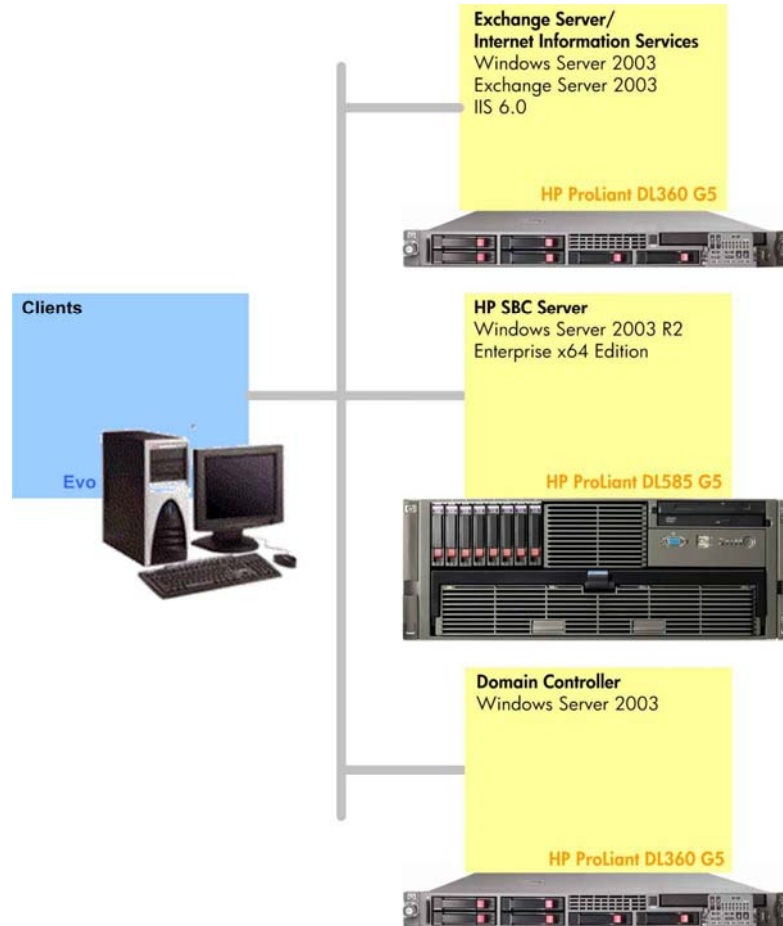 Exchange Server/
Internet Information Services
Windows Server 2003
Exchange Server 2003
IIS 6.0
HP ProLiant DL360 G5
Clients
Evo
HP SBC Server
Windows Server 2003 R2
Enterprise x64 Edition
HP ProLiant DL585 G5
Domain Controller
Windows Server 2003
HP ProLiant DL360 G5